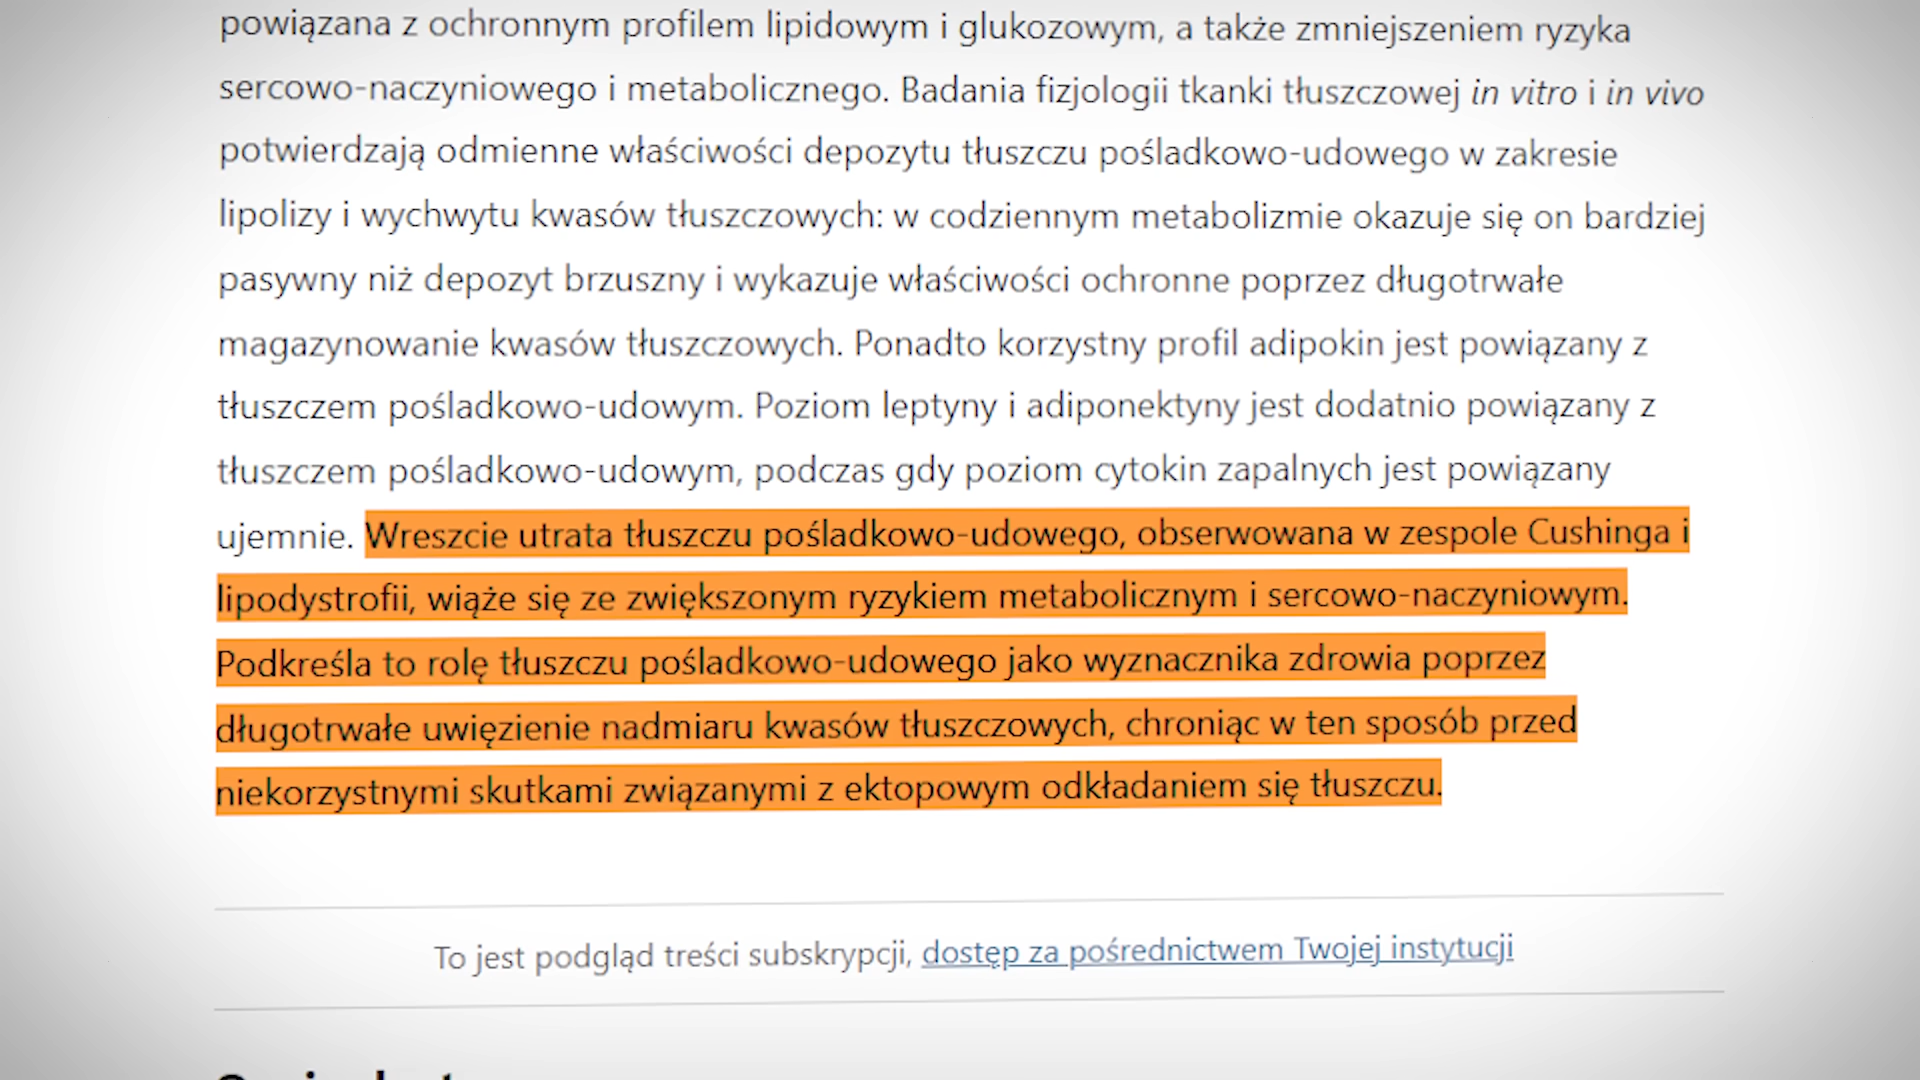 powiązana z ochronnym profilem lipidowym i glukozowym, a także zmniejszeniem ryzyka
sercowo-naczyniowego i metabolicznego. Badania fizjologii tkanki tłuszczowej in vitro i in vivo
potwierdzają odmienne właściwości depozytu tłuszczu pośladkowo-udowego w zakresie
lipolizy i wychwytu kwasów tłuszczowych: w codziennym metabolizmie okazuje się on bardziej
pasywny niż depozyt brzuszny i wykazuje właściwości ochronne poprzez długotrwałe
magazynowanie kwasów tłuszczowych. Ponadto korzystny profil adipokin jest powiązany z
tłuszczem pośladkowo-udowym. Poziom leptyny i adiponektyny jest dodatnio powiązany z
tłuszczem pośladkowo-udowym, podczas gdy poziom cytokin zapalnych jest powiązany
ujemnie. Wreszcie utrata tłuszczu pośladkowo-udowego, obserwowana w zespole Cushinga i
lipodystrofii, wiąże się ze zwiększonym ryzykiem metabolicznym i sercowo-naczyniowym.
Podkreśla to rolę tłuszczu pośladkowo-udowego jako wyznacznika zdrowia poprzez
długotrwałe uwięzienie nadmiaru kwasów tłuszczowych, chroniąc w ten sposób przed
niekorzystnymi skutkami związanymi z ektopowym odkładaniem się tłuszczu.
To jest podgląd treści subskrypcji, dostęp za pośrednictwem Twojej instytucji